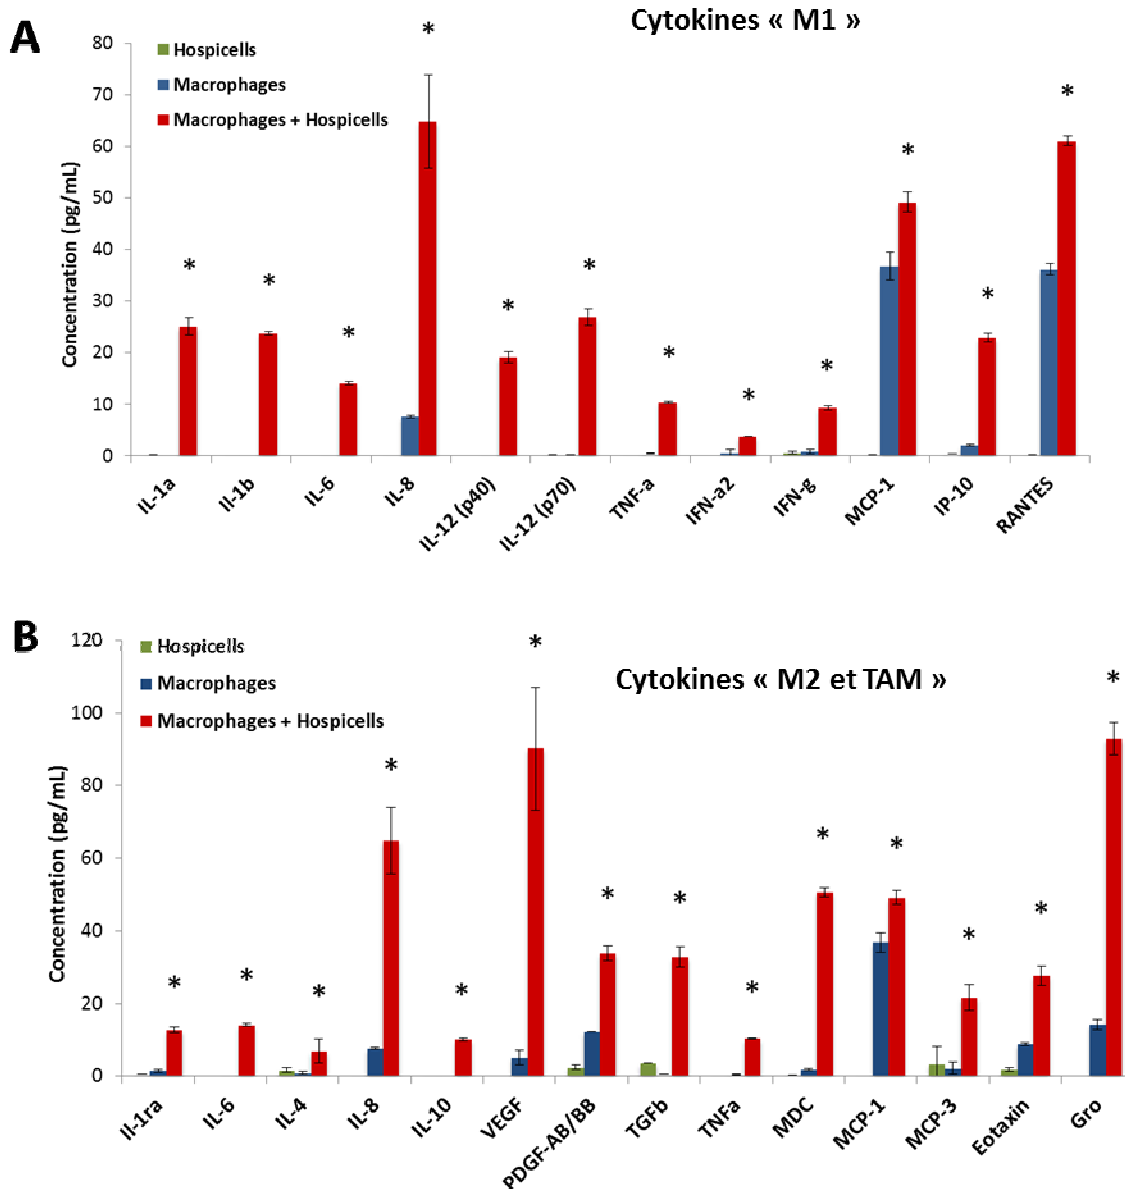 A
Cytokines « M1 »
Hospicells
Macrophages
Macrophages + Hospicells
Concentration (pg/mL)
80
70
60
50
40
30
20
10
0
*
*
*
*
*
*
*
*
*
*
*
*
IL-1a
Il-1b
IL-6
IL-8
IL-12 (p40)
IL-12 (p70)
TNF-a
IFN-a2
IFN-g
MCP-1
IP-10
RANTES
B
Cytokines « M2 et TAM »
Hospicells
Macrophages
Macrophages + Hospicells
Concentration (pg/mL)
120
100
80
60
40
20
0
*
*
*
*
*
*
*
*
*
*
*
*
*
*
Il-1ra
IL-6
IL-4
IL-8
IL-10
VEGF
PDGF-AB/BB
TGFb
TNFa
MDC
MCP-1
MCP-3
Eotaxin
Gro